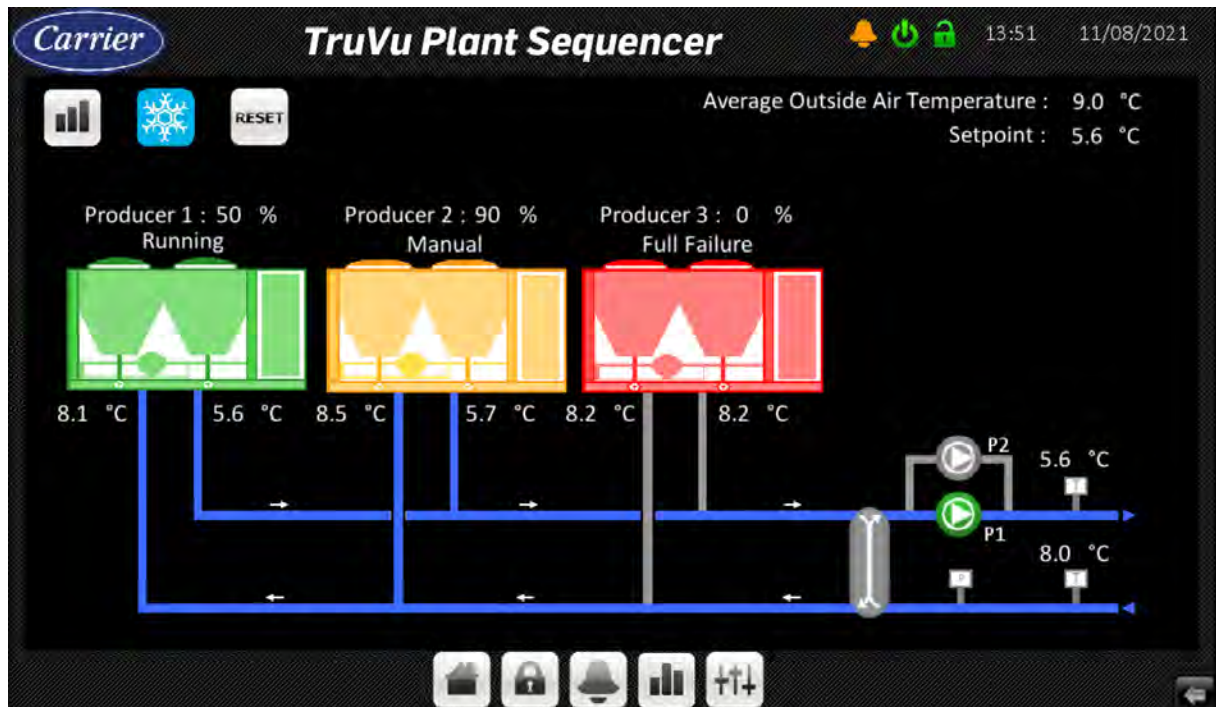 Carrier
TruVu Plant Sequencer
13:51 11/08/2021
RESET
Average Outside Air Temperature : 9.0 °C
Setpoint : 5.6 °C
Producer 1 : 50 %
Running
Producer 2 : 90 %
Manual
Producer 3 : 0 %
Full Failure
8.1 °C
5.6 °C
8.5 °C
5.7 °C
8.2 °C
8.2 °C
P2
5.6 °C
T
P1
8.0 °C
P
T